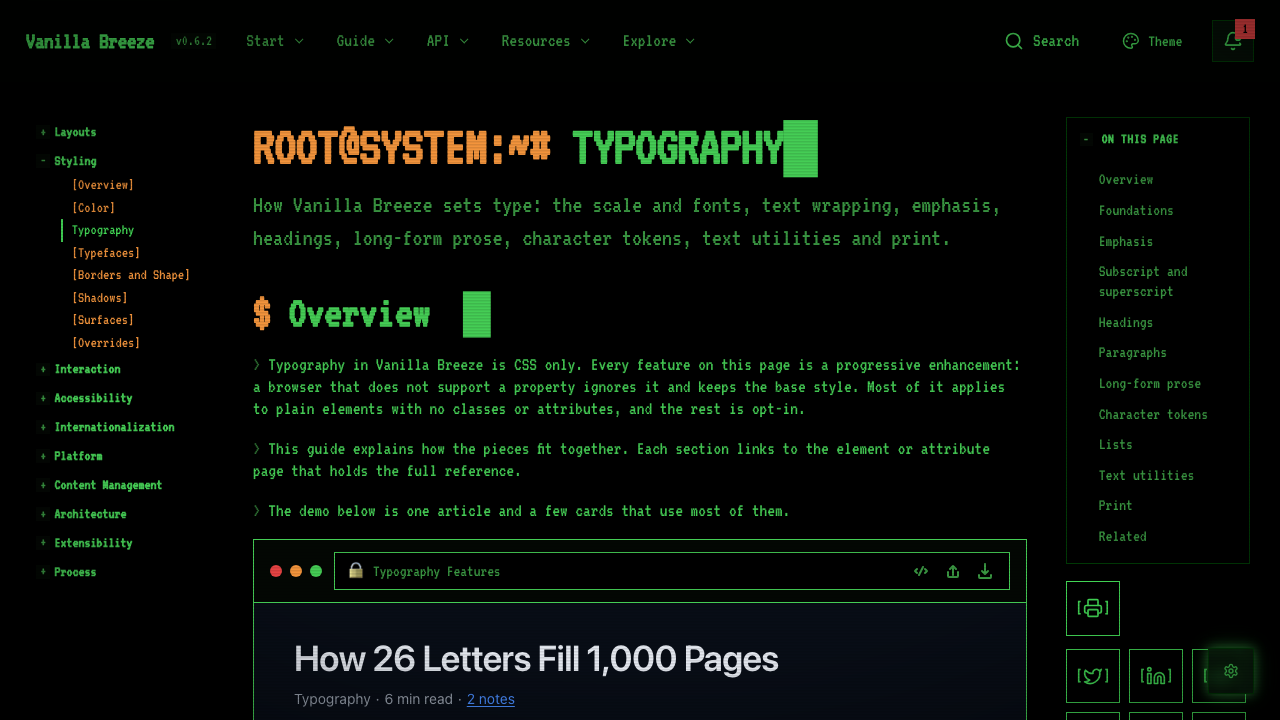 Vanilla Breeze v0.6.2 Start Guide API Resources Explore Search Theme 1
+ Layouts
- Styling
[Overview]
[Color]
Typography
[Typefaces]
[Borders and Shape]
[Shadows]
[Surfaces]
[Overrides]
+ Interaction
+ Accessibility
+ Internationalization
+ Platform
+ Content Management
+ Architecture
+ Extensibility
+ Process
ROOT@SYSTEM:~# TYPOGRAPHY
How Vanilla Breeze sets type: the scale and fonts, text wrapping, emphasis,
headings, long-form prose, character tokens, text utilities and print.
$ Overview
> Typography in Vanilla Breeze is CSS only. Every feature on this page is a progressive enhancement:
a browser that does not support a property ignores it and keeps the base style. Most of it applies
to plain elements with no classes or attributes, and the rest is opt-in.
> This guide explains how the pieces fit together. Each section links to the element or attribute
page that holds the full reference.
> The demo below is one article and a few cards that use most of them.
Typography Features
How 26 Letters Fill 1,000 Pages
Typography · 6 min read · 2 notes
- ON THIS PAGE
Overview
Foundations
Emphasis
Subscript and
superscript
Headings
Paragraphs
Long-form prose
Character tokens
Lists
Text utilities
Print
Related